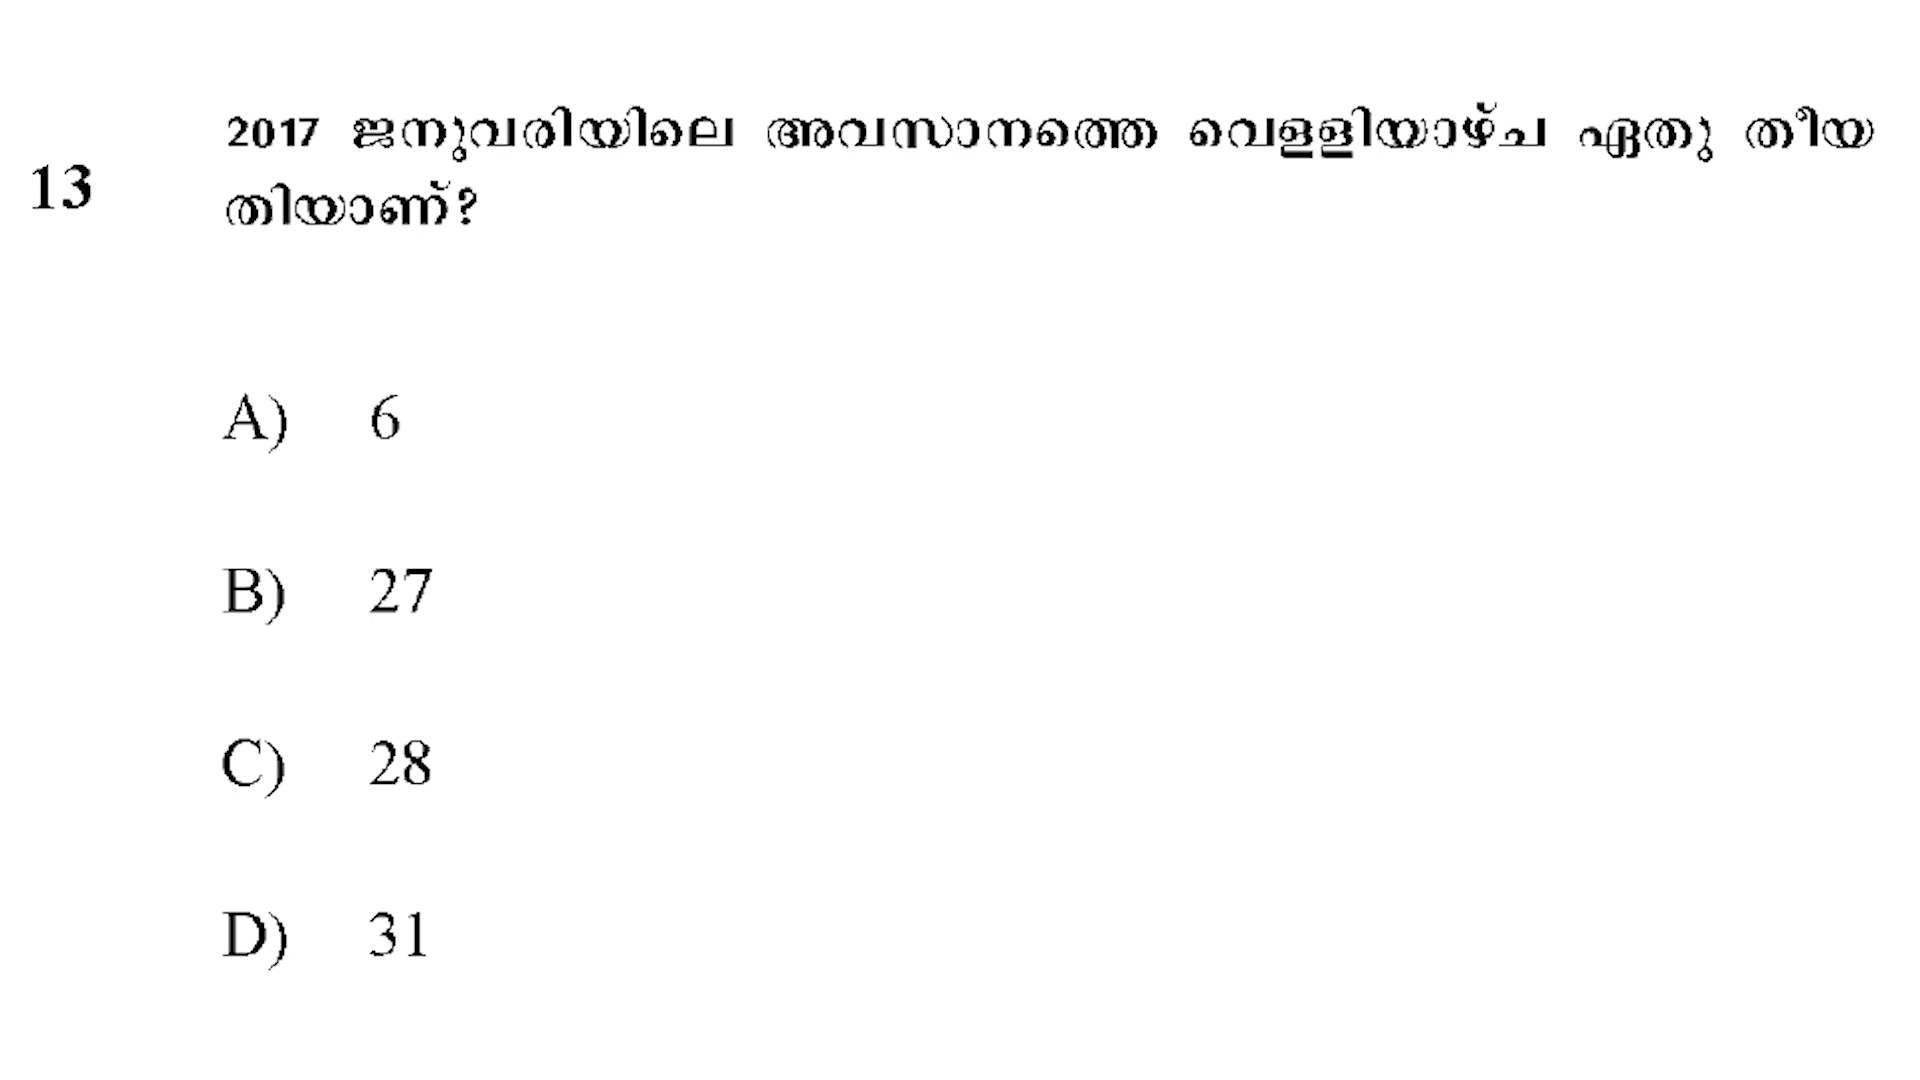 13 2017 ജനുവരിയിലെ അവസാനത്തെ വെള്ളിയാഴ്ച ഏതു തീയ
തിയാണ്?
A) 6
B) 27
C) 28
D) 31